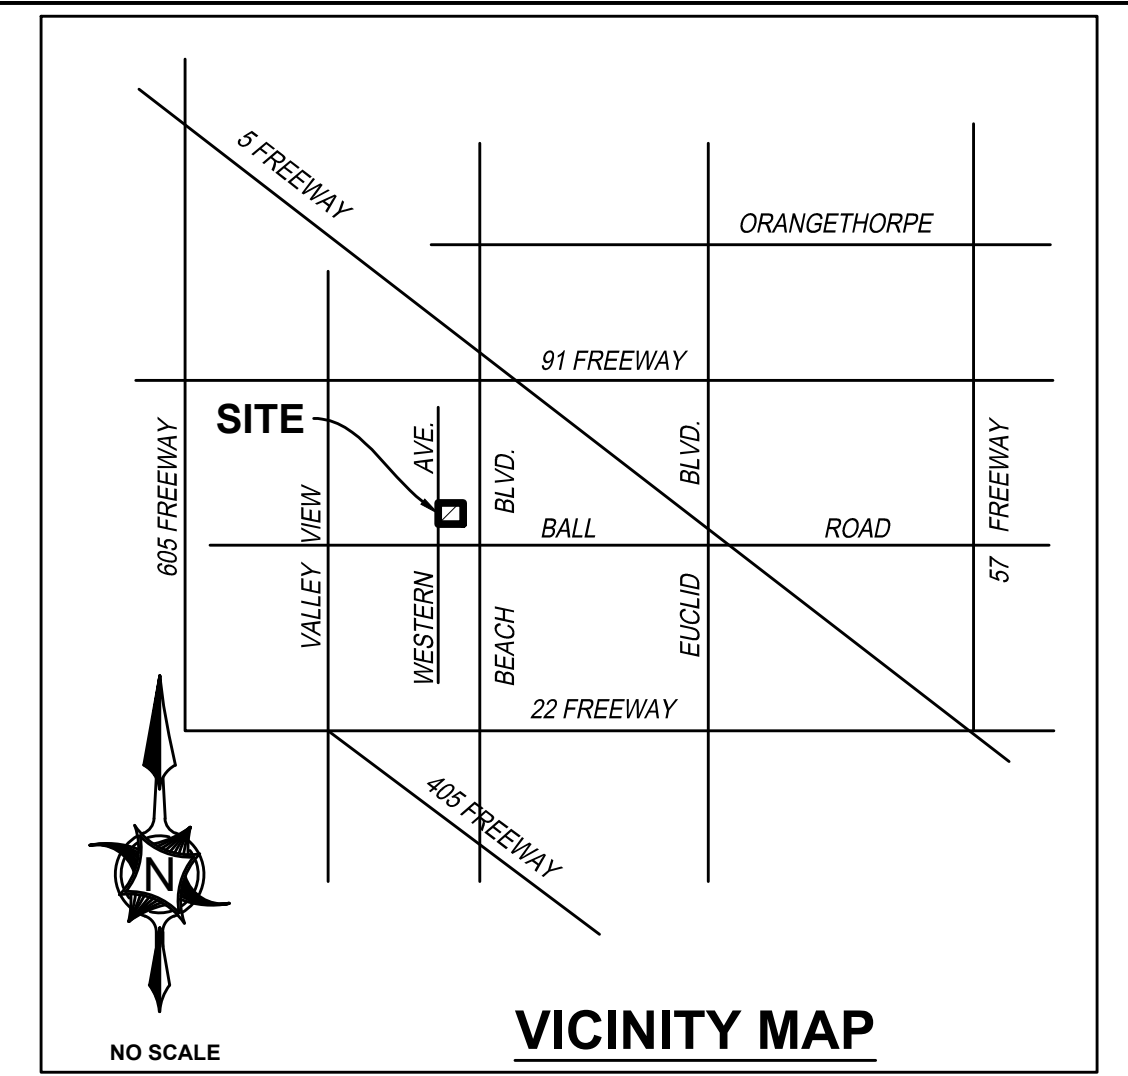 5 FREEWAY
ORANGETHORPE
91 FREEWAY
SITE
605 FREEWAY
VALLEY VIEW
WESTERN AVE.
BEACH BLVD.
BALL ROAD
EUCLID BLVD.
57 FREEWAY
22 FREEWAY
405 FREEWAY
N
NO SCALE
VICINITY MAP